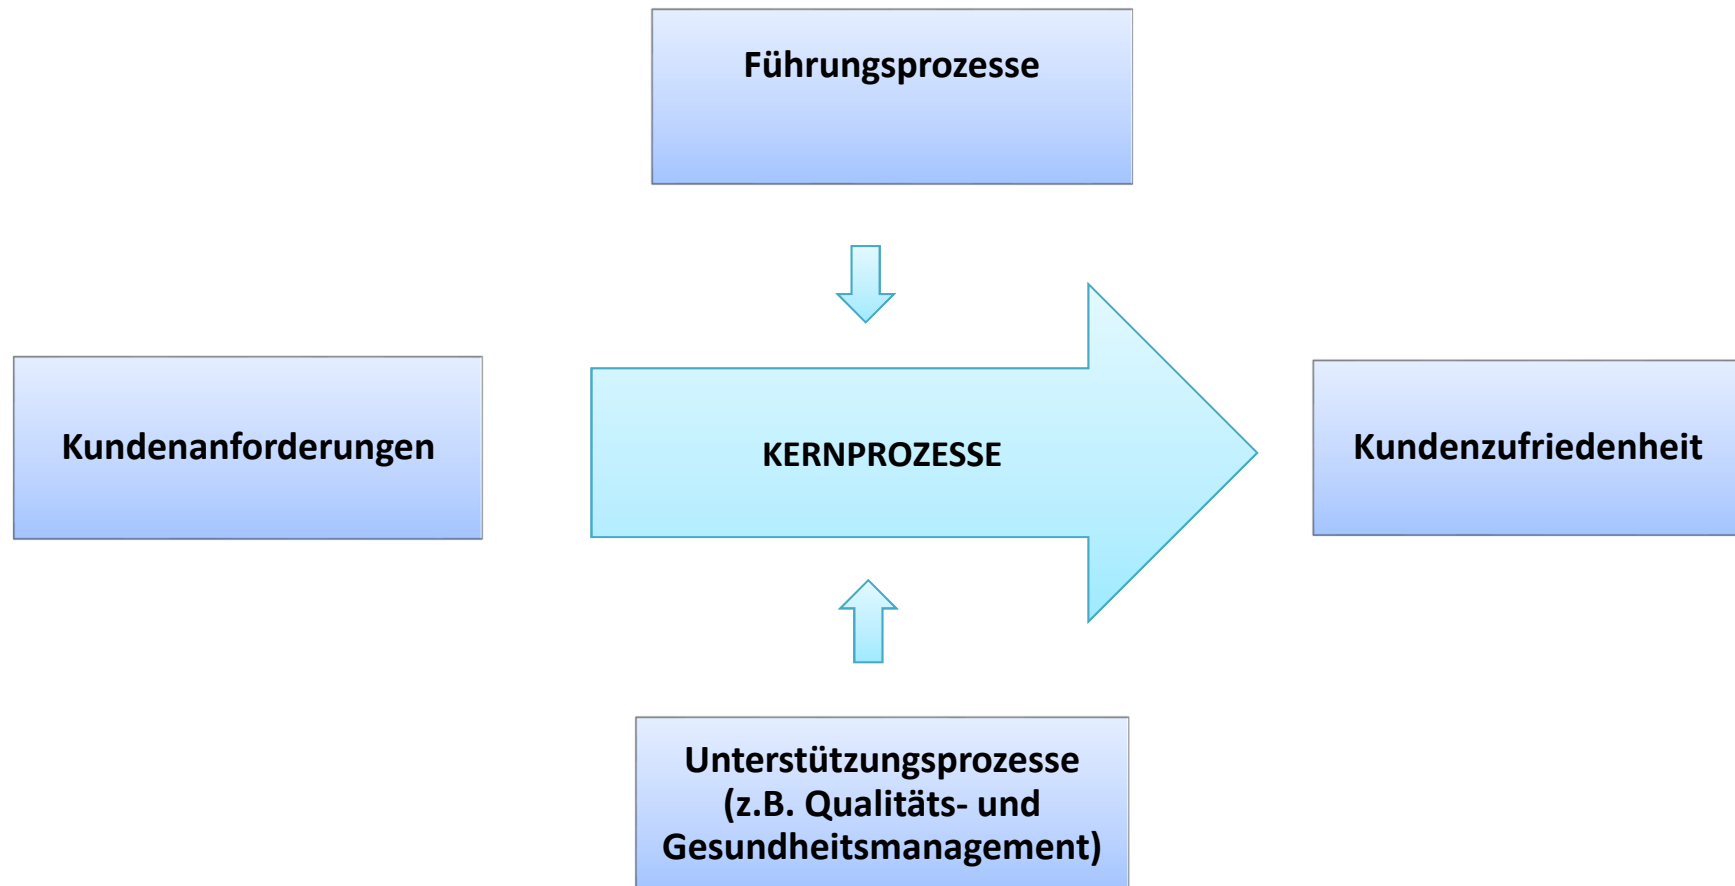 Führungsprozesse
Kundenanforderungen
KERNPROZESSE
Kundenzufriedenheit
Unterstützungsprozesse
(z.B. Qualitäts- und
Gesundheitsmanagement)